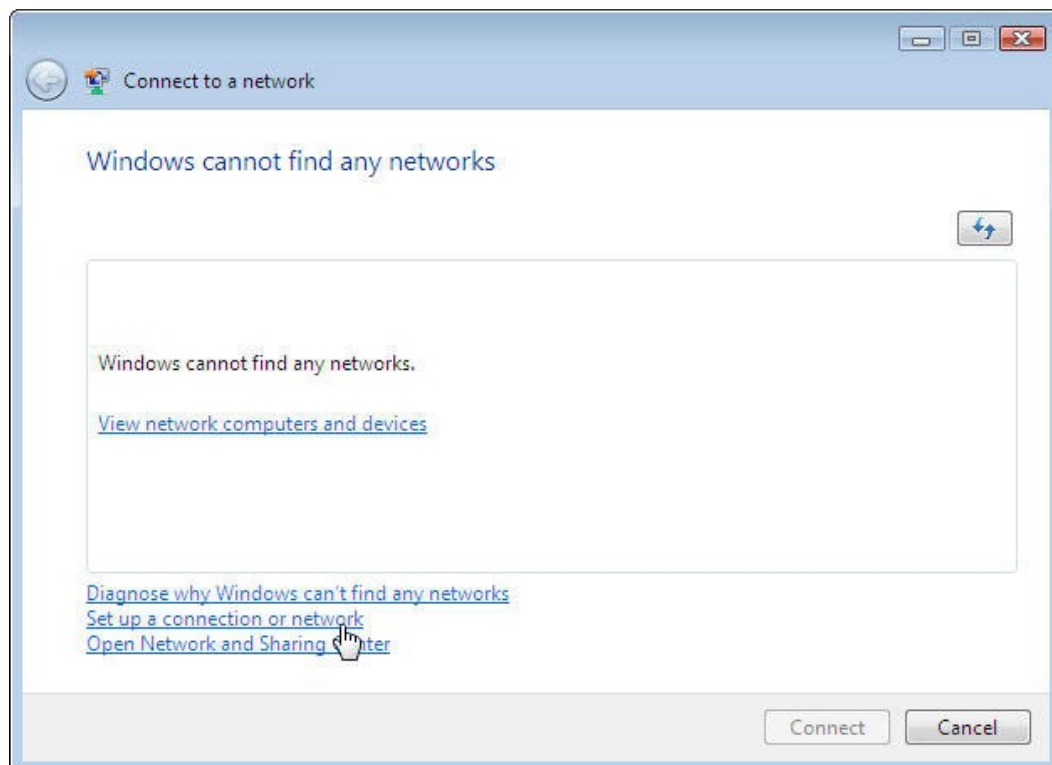 Connect to a network
Windows cannot find any networks
Windows cannot find any networks.
View network computers and devices
Diagnose why Windows can't find any networks
Set up a connection or network
Open Network and Sharing Center
Connect
Cancel